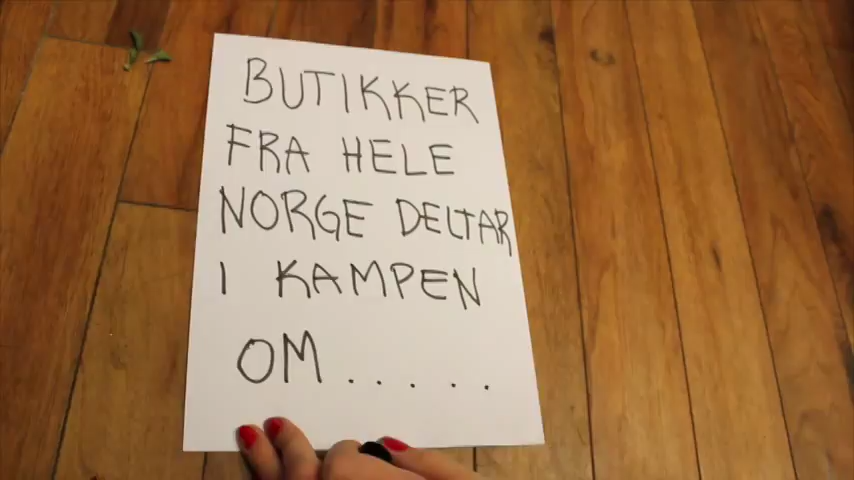 BUTIKKER
FRA HELE
NORGE DELTAR
I KAMPEN
OM.....